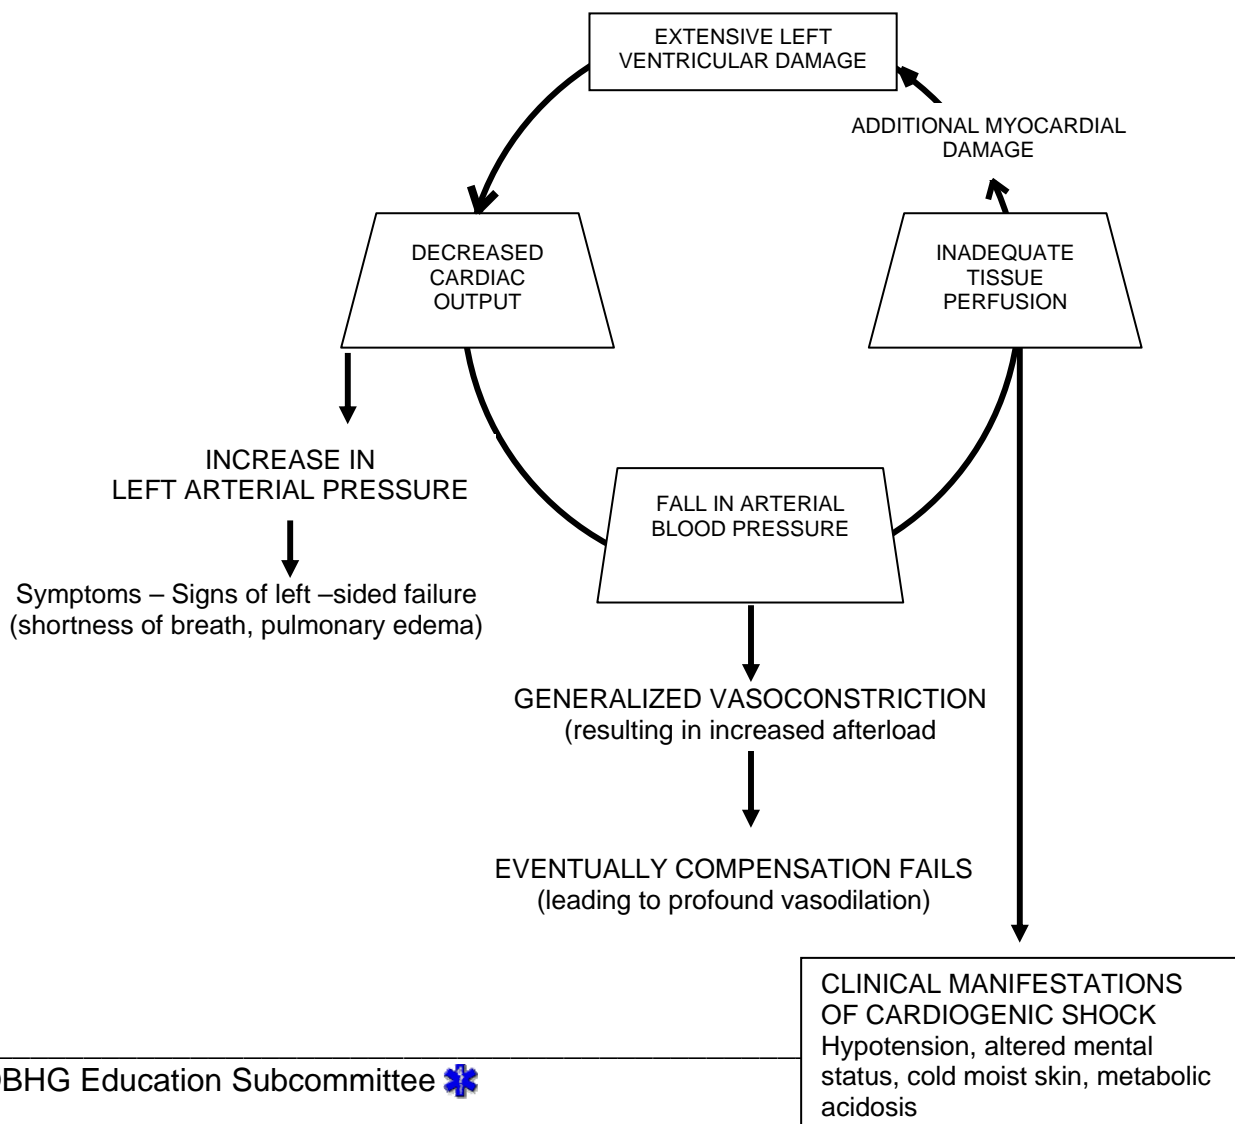 EXTENSIVE LEFT
VENTRICULAR DAMAGE
ADDITIONAL MYOCARDIAL
DAMAGE
DECREASED
CARDIAC
OUTPUT
INADEQUATE
TISSUE
PERFUSION
INCREASE IN
LEFT ARTERIAL PRESSURE
FALL IN ARTERIAL
BLOOD PRESSURE
Symptoms – Signs of left –sided failure
(shortness of breath, pulmonary edema)
GENERALIZED VASOCONSTRICTION
(resulting in increased afterload
EVENTUALLY COMPENSATION FAILS
(leading to profound vasodilation)
CLINICAL MANIFESTATIONS
OF CARDIOGENIC SHOCK
Hypotension, altered mental
status, cold moist skin, metabolic
acidosis
BHG Education Subcommittee